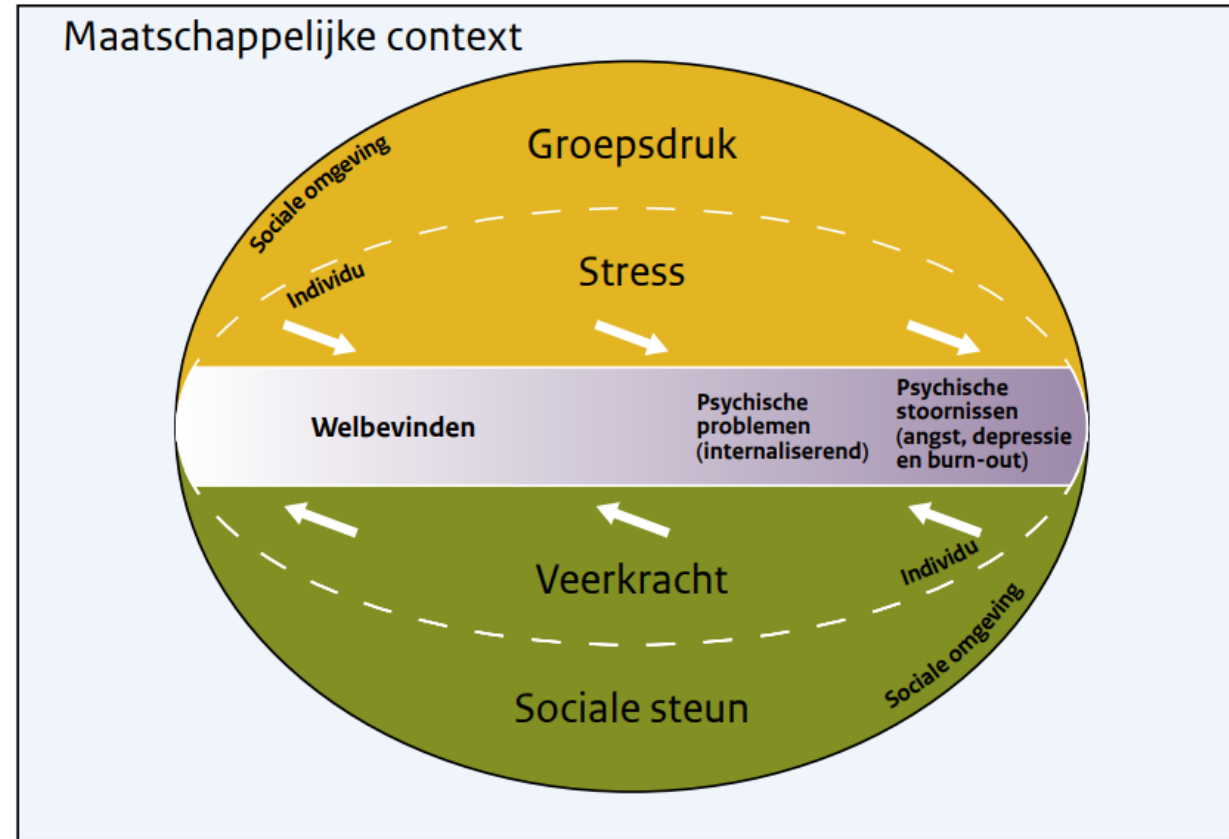 Maatschappelijke context
Groepsdruk
Sociale omgeving
Individu
Stress
Welbevinden
Psychische
problemen
(internaliserend)
Psychische
stoornissen
(angst, depressie
en burn-out)
Veerkracht
Individu
Sociale omgeving
Sociale steun